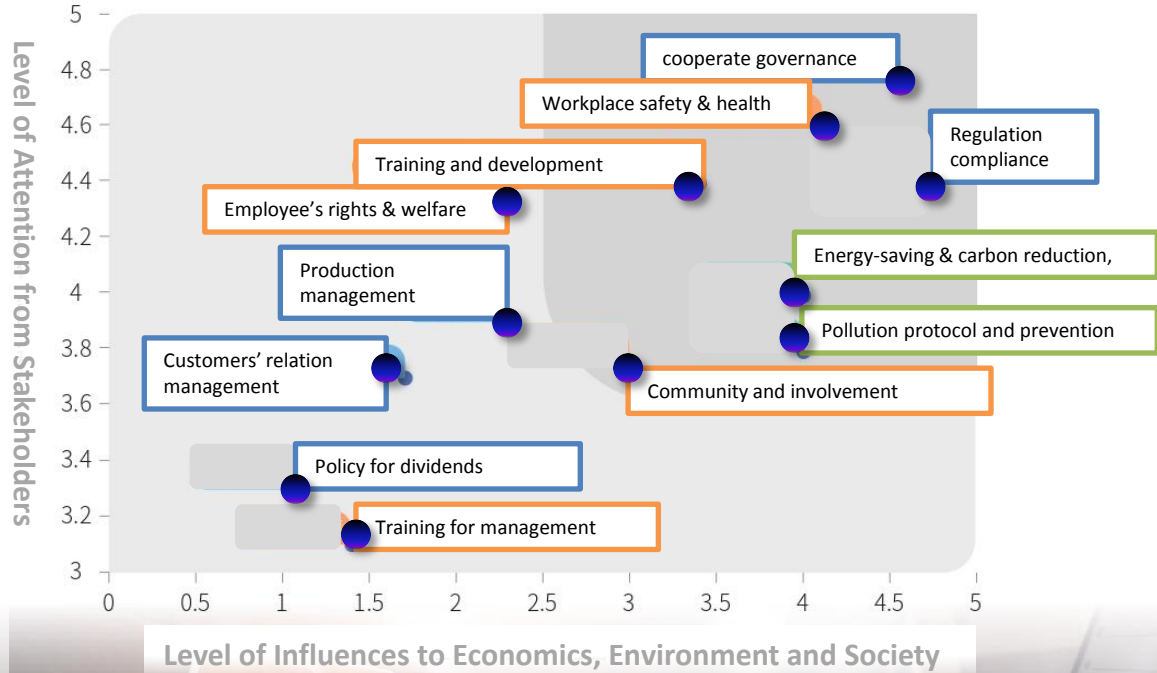 Level of Attention from Stakeholders
5
4.8
4.6
4.4
4.2
4
3.8
3.6
3.4
3.2
3
cooperate governance
Workplace safety & health
Regulation
compliance
Training and development
Employee's rights & welfare
Energy-saving & carbon reduction,
Production
management
Pollution protocol and prevention
Customers' relation
management
Community and involvement
Policy for dividends
Training for management
0
0.5
1
1.5
2
2.5
3
3.5
4
4.5
5
Level of Influences to Economics, Environment and Society